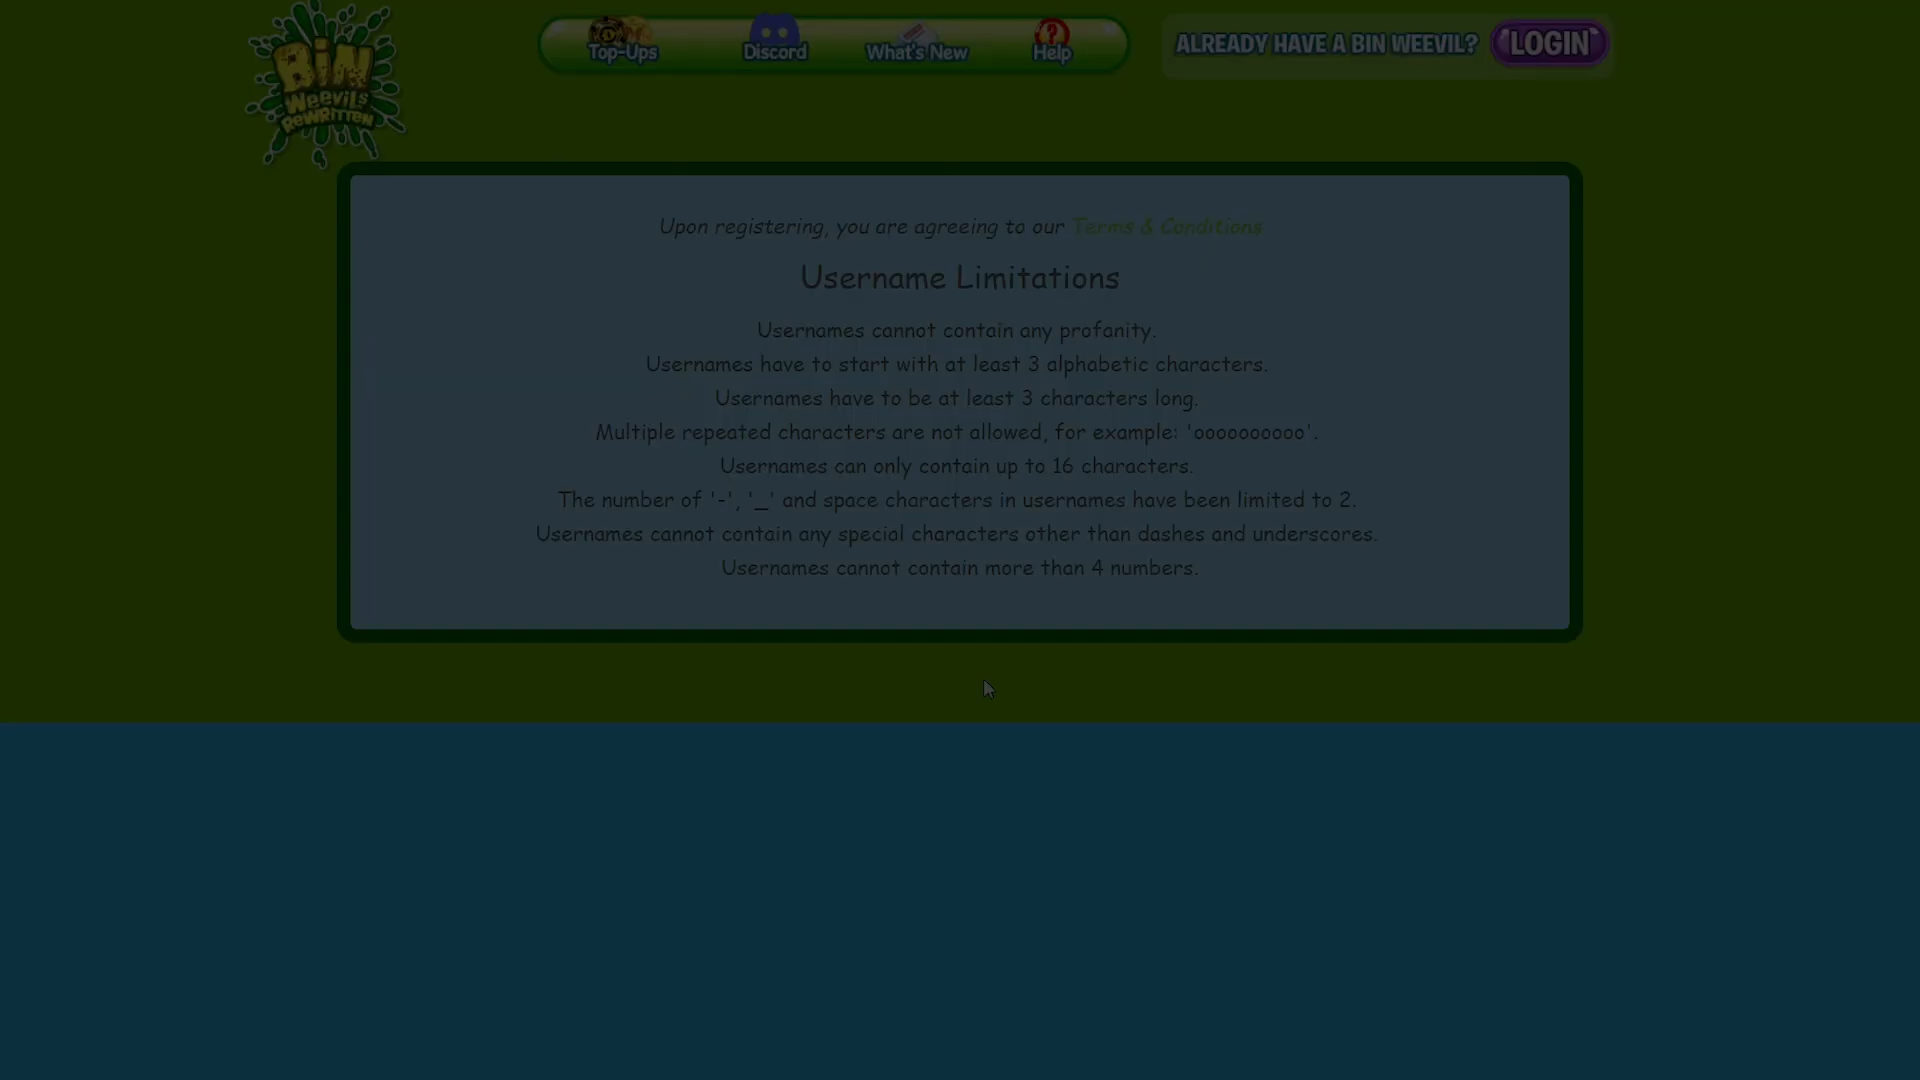 BiN
WeeviLs
ReWRiTTeN
Top-Ups
Discord
What's New
Help
ALREADY HAVE A BIN WEEVIL?
LOGIN
Upon registering, you are agreeing to our Terms & Conditions
Username Limitations
Usernames cannot contain any profanity.
Usernames have to start with at least 3 alphabetic characters.
Usernames have to be at least 3 characters long.
Multiple repeated characters are not allowed, for example: 'oooooooooo'.
Usernames can only contain up to 16 characters.
The number of '-', '_' and space characters in usernames have been limited to 2.
Usernames cannot contain any special characters other than dashes and underscores.
Usernames cannot contain more than 4 numbers.